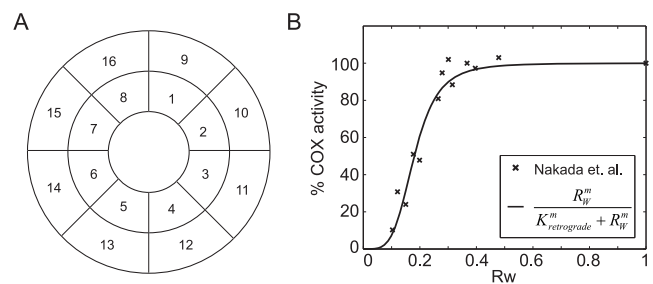 A
16 9
15 8 1 10
7 2
6 3
14 5 4 11
13 12
B
% COX activity
100
80
60
40
20
0
0 0.2 0.4 0.6 0.8 1
Rw
Nakada et. al.
R_W^m
K_{retrograde}^m + R_W^m